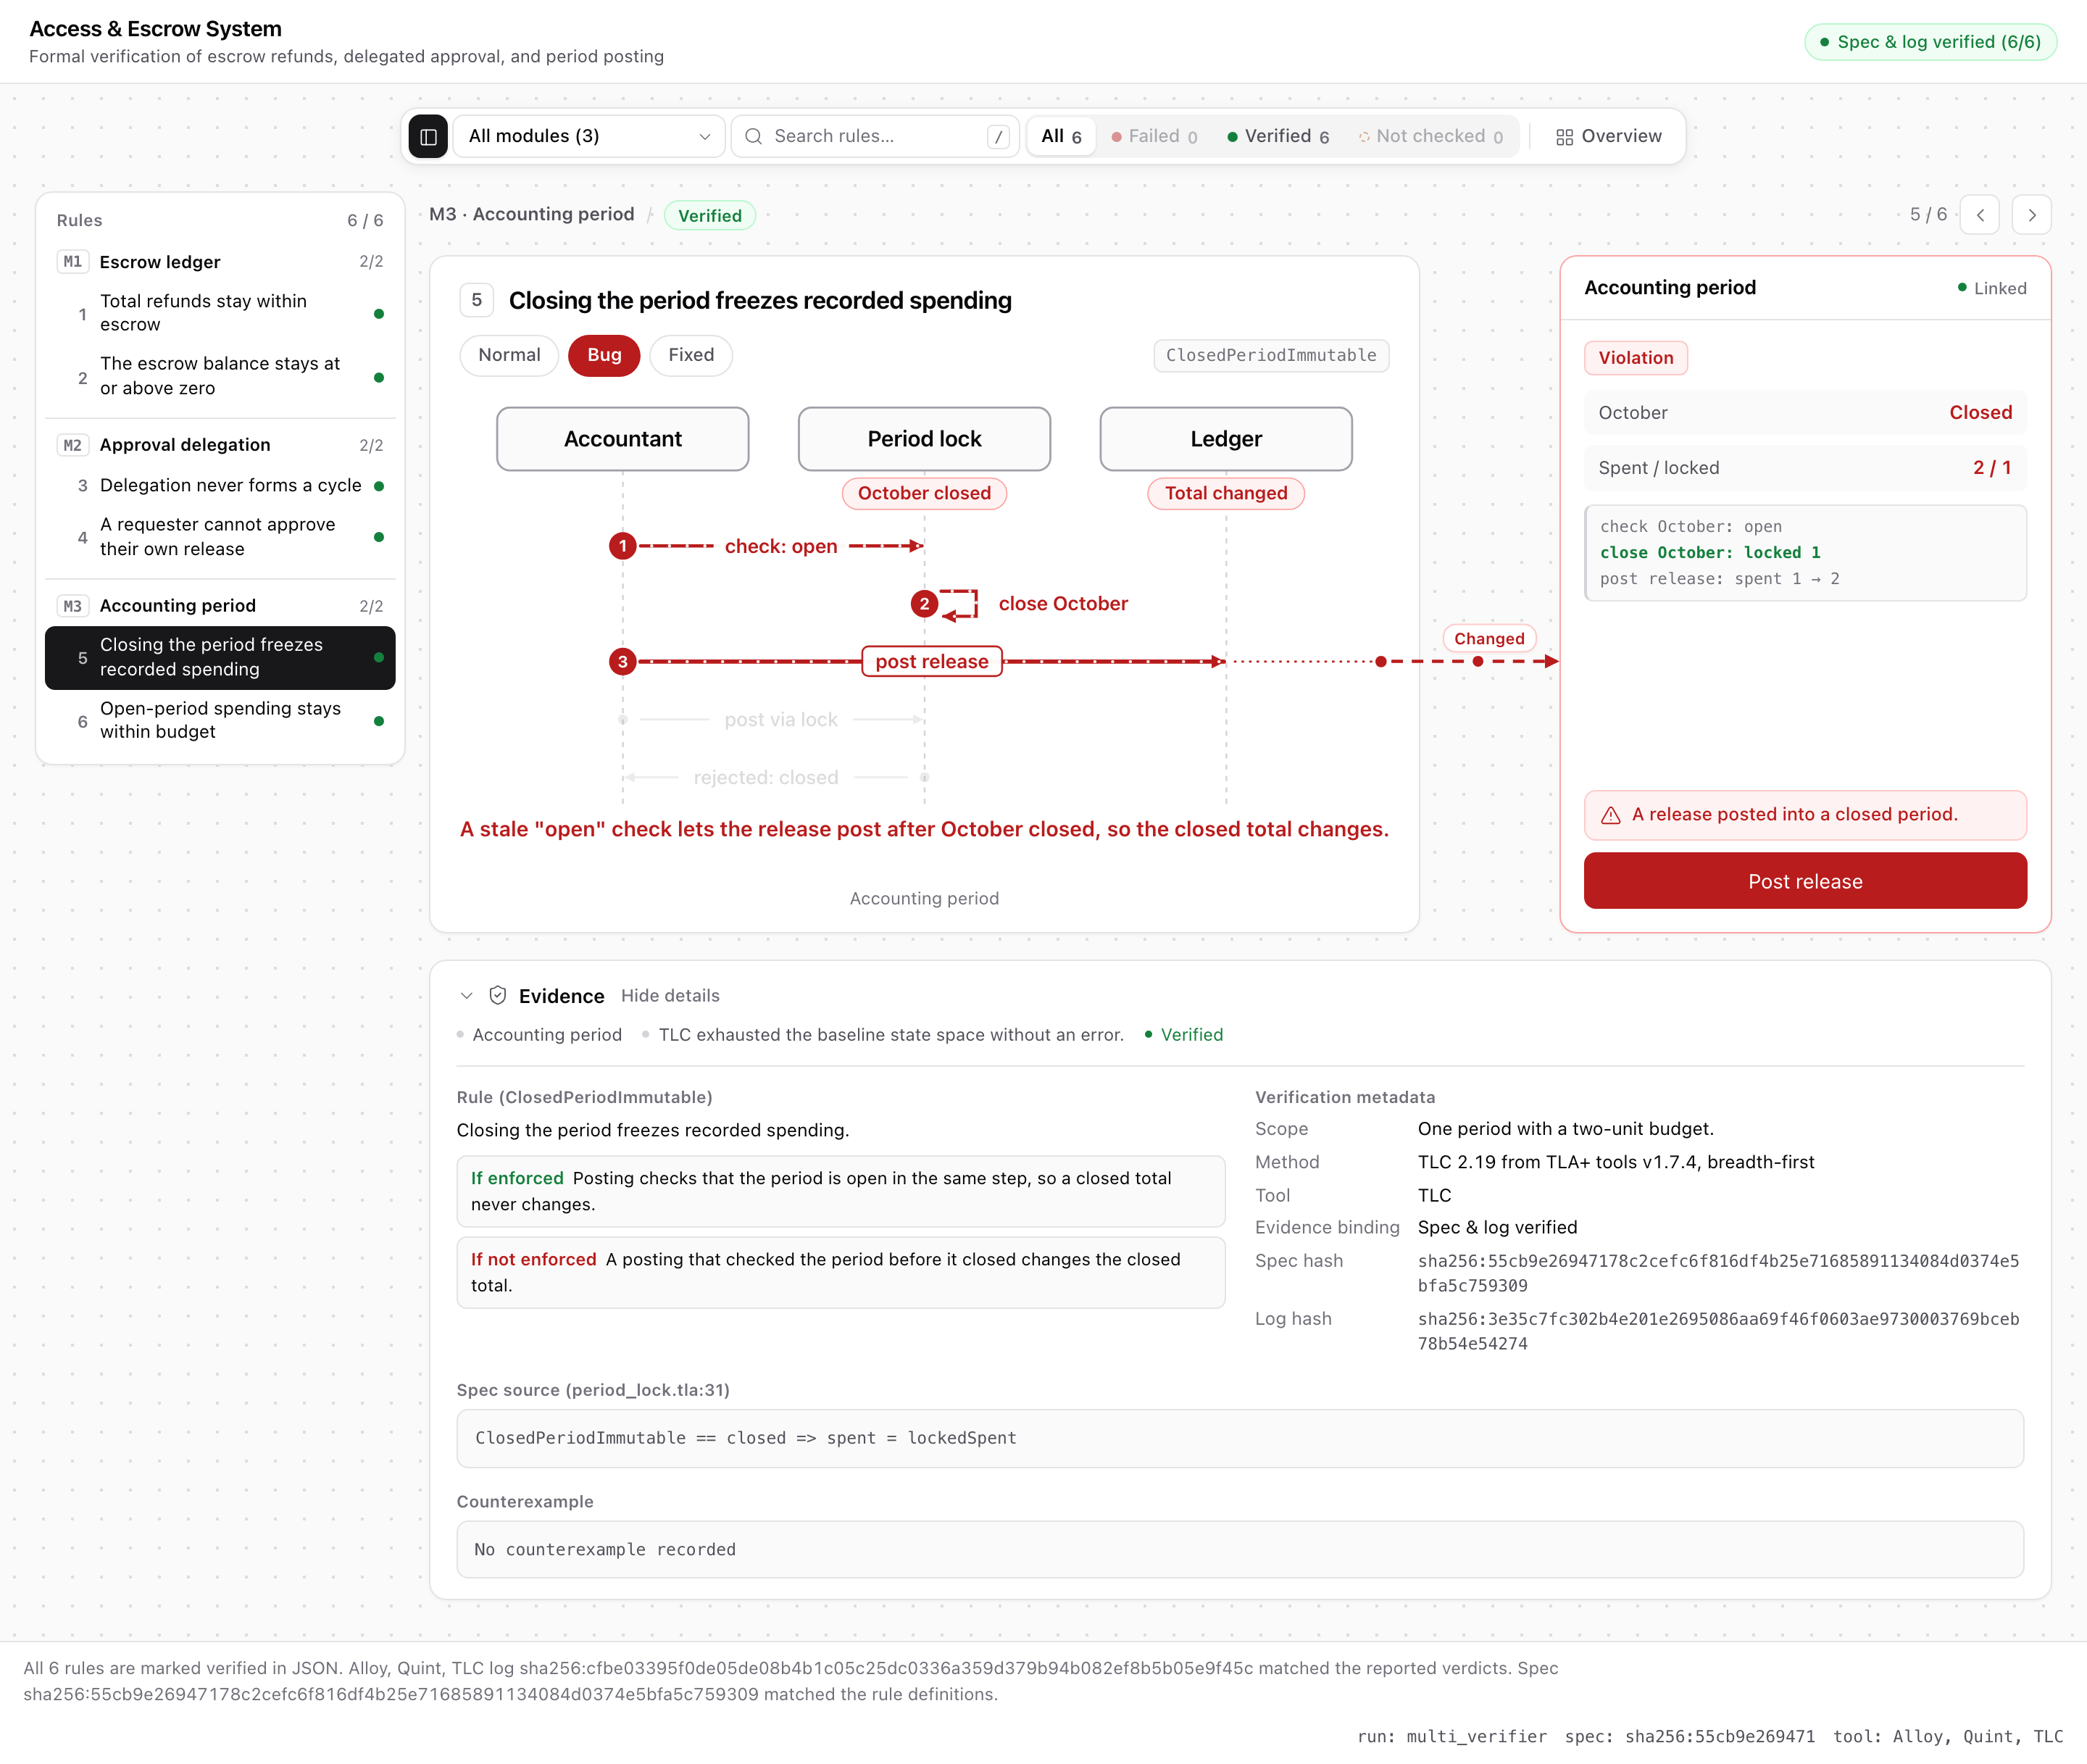 Access & Escrow System
Formal verification of escrow refunds, delegated approval, and period posting
Spec & log verified (6/6)
All modules (3)
Search rules...
/
All 6
Failed 0
Verified 6
Not checked 0
Overview
Rules 6 / 6
M1 Escrow ledger 2/2
1 Total refunds stay within
escrow
2 The escrow balance stays at
or above zero
M2 Approval delegation 2/2
3 Delegation never forms a cycle
4 A requester cannot approve
their own release
M3 Accounting period 2/2
5 Closing the period freezes
recorded spending
6 Open-period spending stays
within budget
M3 · Accounting period / Verified
5 / 6
5 Closing the period freezes recorded spending
Normal
Bug
Fixed
ClosedPeriodImmutable
Accountant
Period lock
Ledger
October closed
Total changed
1 check: open
2 close October
3 post release
Changed
post via lock
rejected: closed
A stale "open" check lets the release post after October closed, so the closed total changes.
Accounting period
Accounting period
Linked
Violation
October Closed
Spent / locked 2 / 1
check October: open
close October: locked 1
post release: spent 1 → 2
A release posted into a closed period.
Post release
Evidence Hide details
Accounting period
TLC exhausted the baseline state space without an error.
Verified
Rule (ClosedPeriodImmutable)
Closing the period freezes recorded spending.
If enforced Posting checks that the period is open in the same step, so a closed total
never changes.
If not enforced A posting that checked the period before it closed changes the closed
total.
Verification metadata
Scope One period with a two-unit budget.
Method TLC 2.19 from TLA+ tools v1.7.4, breadth-first
Tool TLC
Evidence binding Spec & log verified
Spec hash sha256:55cb9e26947178c2cefc6f816df4b25e71685891134084d0374e5
bfa5c759309
Log hash sha256:3e35c7fc302b4e201e2695086aa69f46f0603ae9730003769bceb
78b54e54274
Spec source (period_lock.tla:31)
ClosedPeriodImmutable == closed => spent = lockedSpent
Counterexample
No counterexample recorded
All 6 rules are marked verified in JSON. Alloy, Quint, TLC log sha256:cfbe03395f0de05de08b4b1c05c25dc0336a359d379b94b082ef8b5b05e9f45c matched the reported verdicts. Spec
sha256:55cb9e26947178c2cefc6f816df4b25e71685891134084d0374e5bfa5c759309 matched the rule definitions.
run: multi_verifier spec: sha256:55cb9e269471 tool: Alloy, Quint, TLC